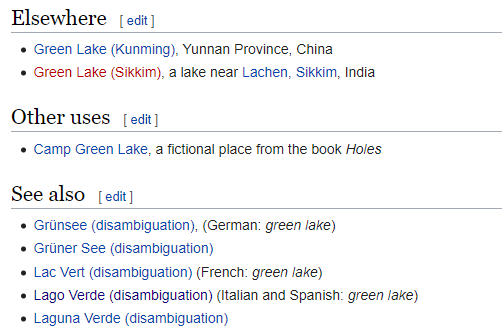 Elsewhere [ edit ]
Green Lake (Kunming), Yunnan Province, China
Green Lake (Sikkim), a lake near Lachen, Sikkim, India
Other uses [ edit ]
Camp Green Lake, a fictional place from the book Holes
See also [ edit ]
Grünsee (disambiguation), (German: green lake)
Grüner See (disambiguation)
Lac Vert (disambiguation) (French: green lake)
Lago Verde (disambiguation) (Italian and Spanish: green lake)
Laguna Verde (disambiguation)